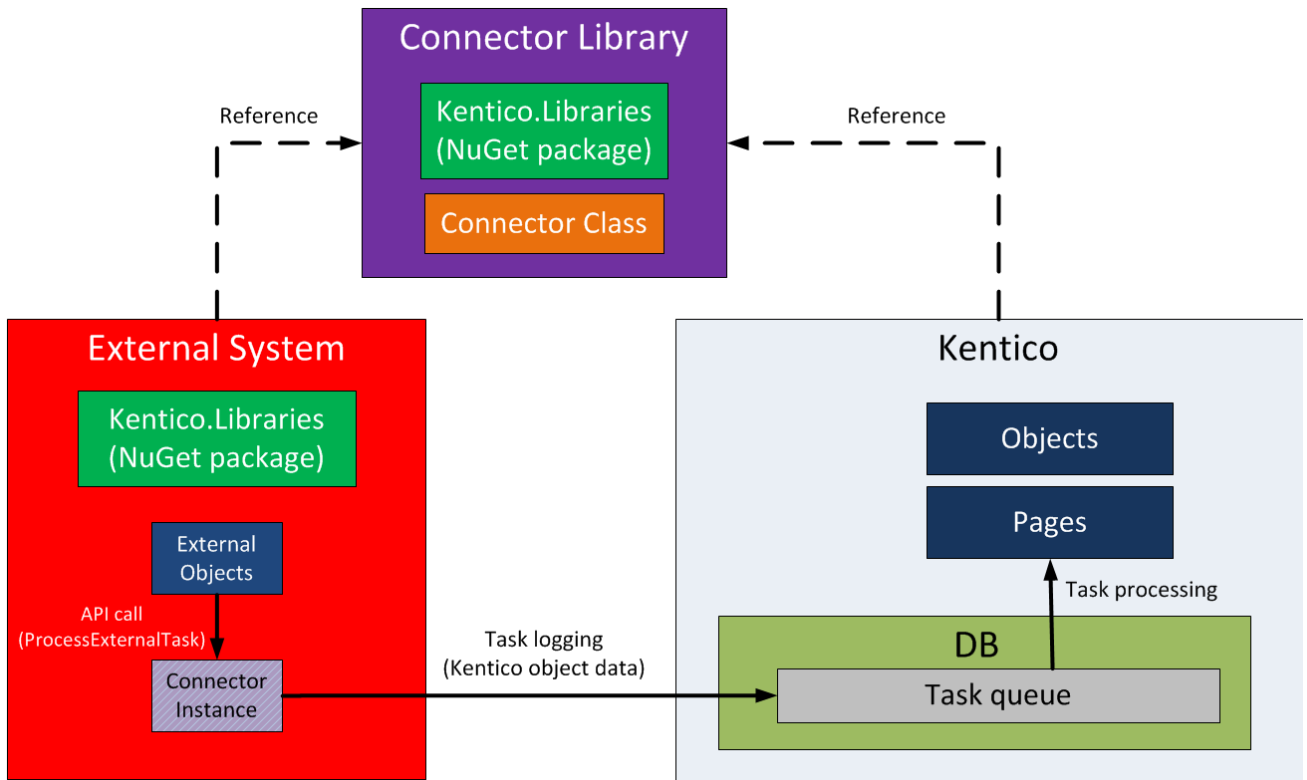 Connector Library
Kentico.Libraries
(NuGet package)
Connector Class
Reference
Reference
External System
Kentico.Libraries
(NuGet package)
External
Objects
API call
(ProcessExternalTask)
Connector
Instance
Task logging
(Kentico object data)
Kentico
Objects
Pages
Task processing
DB
Task queue